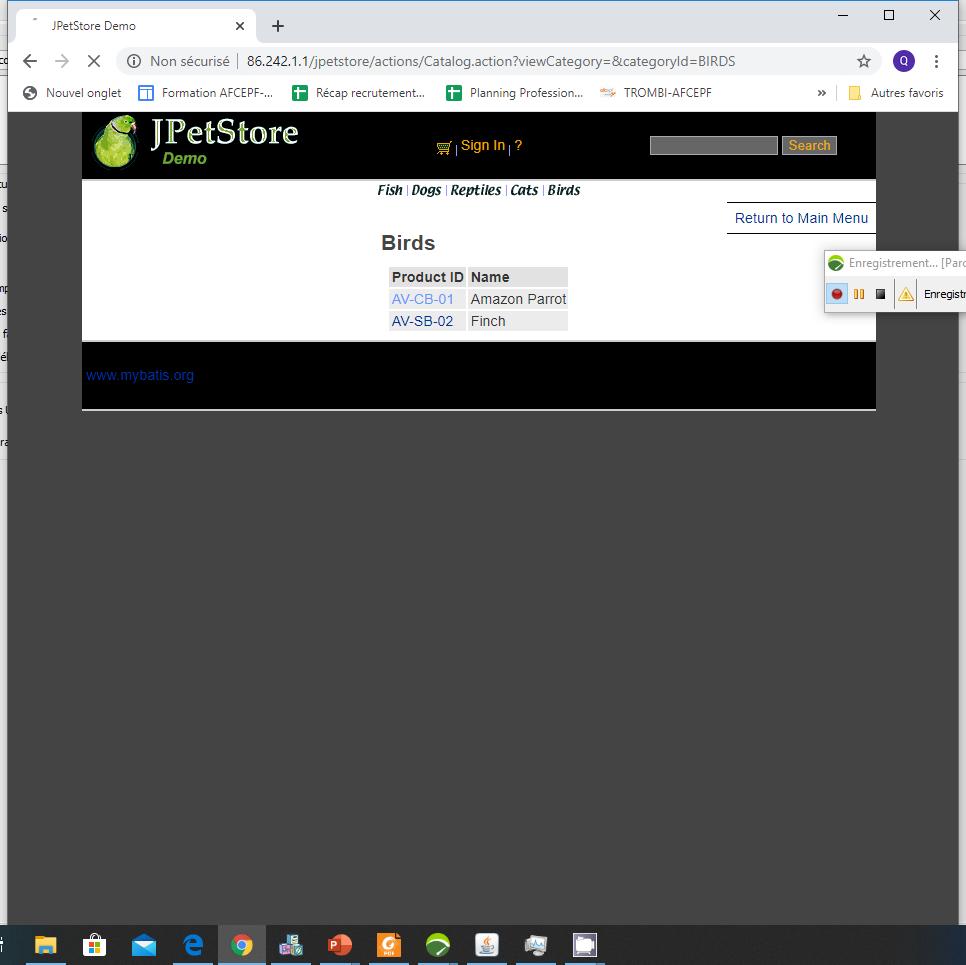 JPetStore Demo
Non sécurisé
86.242.1.1/jpetstore/actions/Catalog.action?viewCategory=&categoryId=BIRDS
Q
Nouvel onglet
Formation AFCEPF-...
Récap recrutement...
Planning Profession...
TROMBI-AFCEPF
»
Autres favoris
JPetStore
Demo
Sign In
?
Search
Fish | Dogs | Reptiles | Cats | Birds
Return to Main Menu
Birds
Product ID Name
AV-CB-01 Amazon Parrot
AV-SB-02 Finch
Enregistrement... [Parc
Enregistr
www.mybatis.org